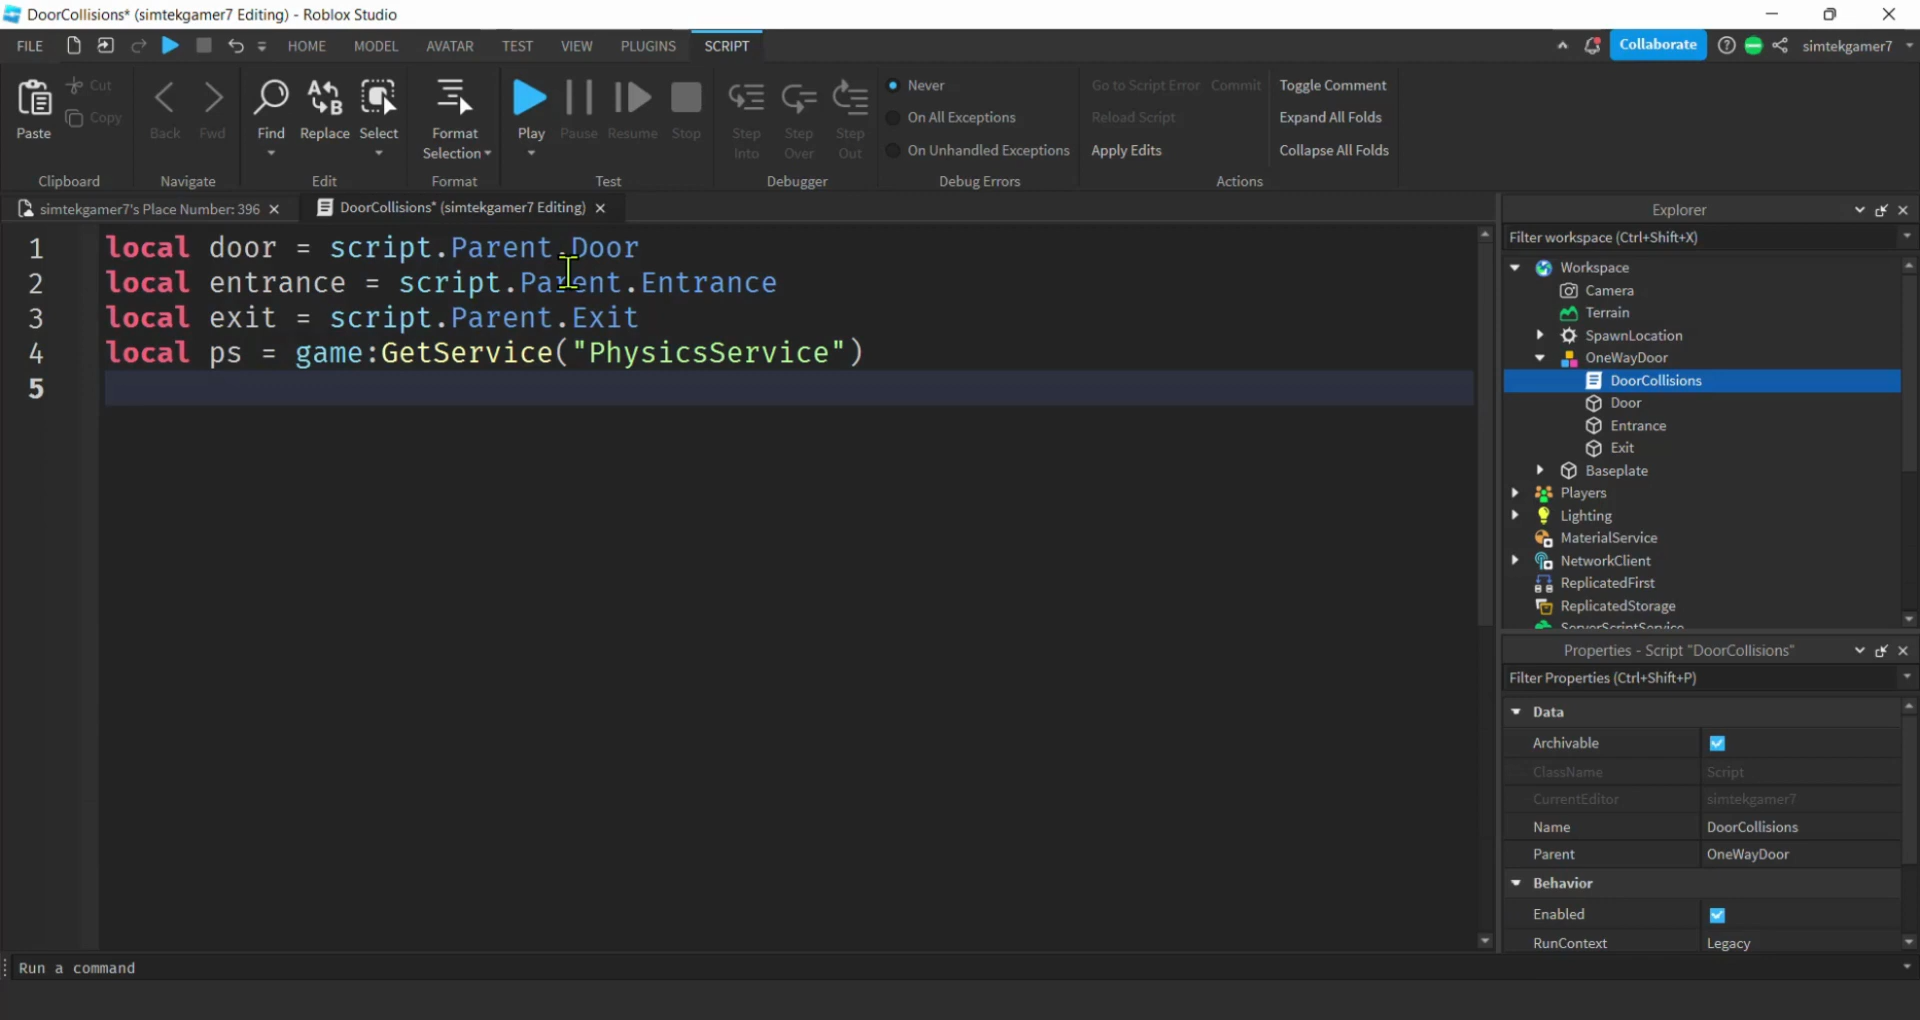 DoorCollisions* (simtekgamer7 Editing) - Roblox Studio
FILE HOME MODEL AVATAR TEST VIEW PLUGINS SCRIPT Collaborate simtekgamer7
Paste Cut Copy
Clipboard
Back Fwd
Navigate
Find Replace Select
Edit
Format Selection
Format
Play Pause Resume Stop
Test
Step Into Step Over Step Out
Debugger
Never
On All Exceptions
On Unhandled Exceptions
Debug Errors
Go to Script Error Commit
Reload Script
Apply Edits
Toggle Comment
Expand All Folds
Collapse All Folds
Actions
simtekgamer7's Place Number: 396 DoorCollisions* (simtekgamer7 Editing)
1 local door = script.Parent.Door
2 local entrance = script.Parent.Entrance
3 local exit = script.Parent.Exit
4 local ps = game:GetService("PhysicsService")
5
Explorer
Filter workspace (Ctrl+Shift+X)
Workspace
Camera
Terrain
SpawnLocation
OneWayDoor
DoorCollisions
Door
Entrance
Exit
Baseplate
Players
Lighting
MaterialService
NetworkClient
ReplicatedFirst
ReplicatedStorage
ServerScriptService
Properties - Script "DoorCollisions"
Filter Properties (Ctrl+Shift+P)
Data
Archivable
ClassName Script
CurrentEditor simtekgamer7
Name DoorCollisions
Parent OneWayDoor
Behavior
Enabled
RunContext Legacy
Run a command